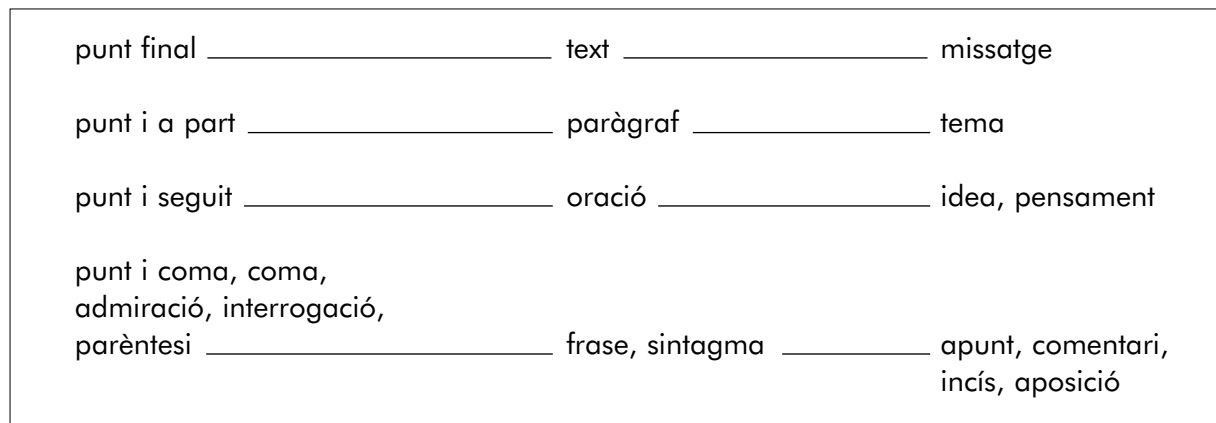 punt final text missatge
punt i a part paràgraf tema
punt i seguit oració idea, pensament
punt i coma, coma,
admiració, interrogació,
parèntesi frase, sintagma apunt, comentari,
incís, aposició